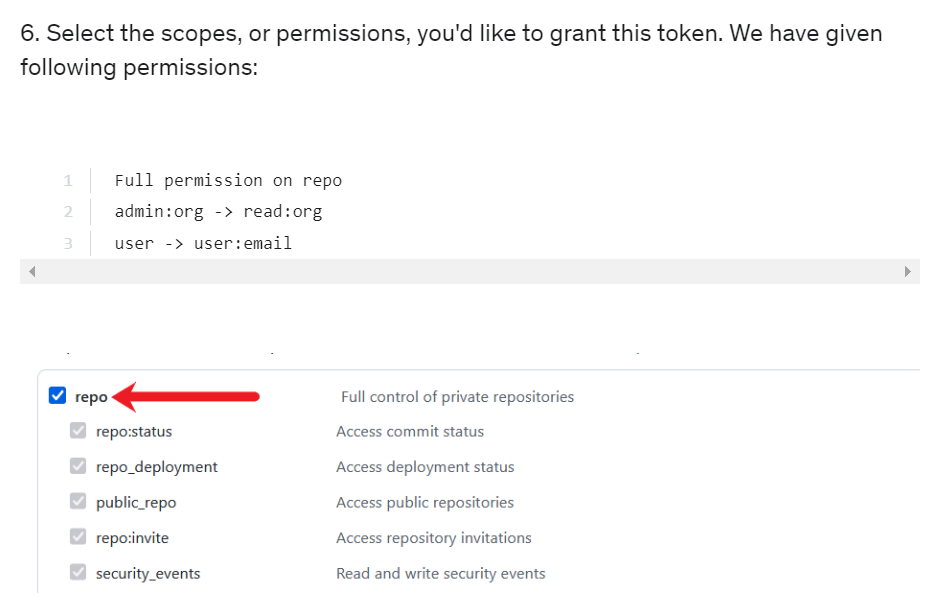 6. Select the scopes, or permissions, you'd like to grant this token. We have given
following permissions:
1 Full permission on repo
2 admin:org -> read:org
3 user -> user:email
repo Full control of private repositories
repo:status Access commit status
repo_deployment Access deployment status
public_repo Access public repositories
repo:invite Access repository invitations
security_events Read and write security events